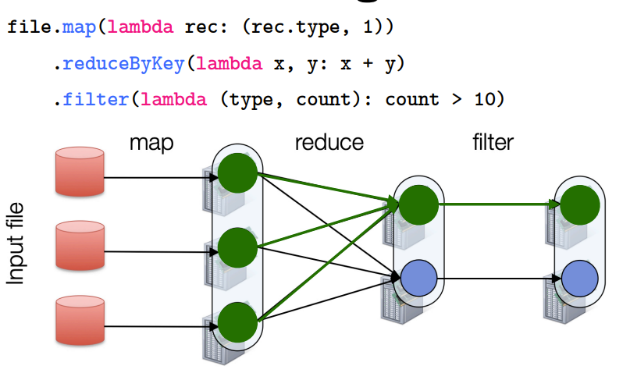 file.map(lambda rec: (rec.type, 1))
.reduceByKey(lambda x, y: x + y)
.filter(lambda (type, count): count > 10)
map reduce filter
Input file